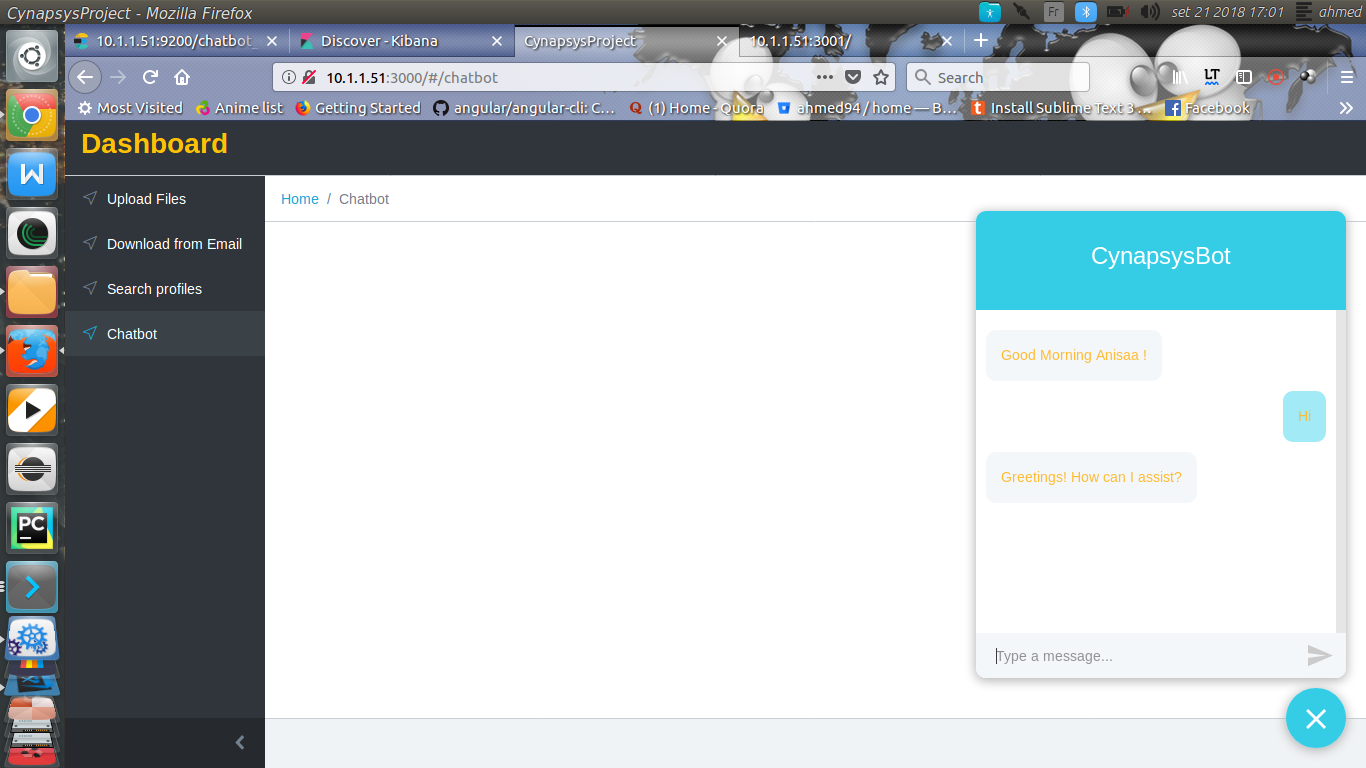 CynapsysProject - Mozilla Firefox
Fr
set 21 2018 17:01
ahmed
10.1.1.51:9200/chatbot_
Discover - Kibana
CynapsysProject
10.1.1.51:3001/
10.1.1.51:3000/#/chatbot
Search
LT
Most Visited
Anime list
Getting Started
angular/angular-cli: C...
(1) Home - Quora
ahmed94 / home — B...
Install Sublime Text 3 ...
Facebook
Dashboard
Upload Files
Download from Email
Search profiles
Chatbot
Home / Chatbot
CynapsysBot
Good Morning Anisaa !
Hi
Greetings! How can I assist?
Type a message...
W
PC